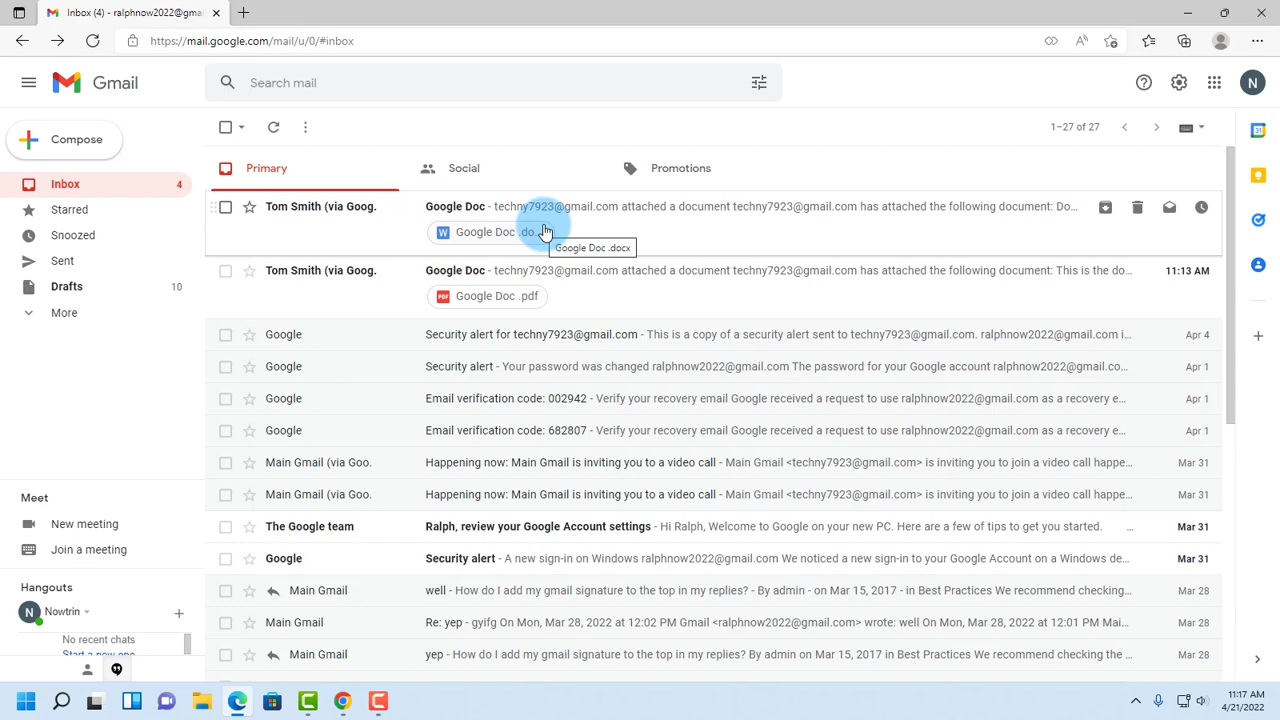 Inbox (4) - ralphnow2022@gma
https://mail.google.com/mail/u/0/#inbox
Gmail
Search mail
N
Compose
1–27 of 27
Primary
Social
Promotions
Inbox 4
Starred
Snoozed
Sent
Drafts 10
More
Tom Smith (via Goog. Google Doc - techny7923@gmail.com attached a document techny7923@gmail.com has attached the following document: Do...
W Google Doc .do...
Google Doc .docx
Tom Smith (via Goog. Google Doc - techny7923@gmail.com attached a document techny7923@gmail.com has attached the following document: This is the do... 11:13 AM
PDF Google Doc .pdf
Google Security alert for techny7923@gmail.com - This is a copy of a security alert sent to techny7923@gmail.com. ralphnow2022@gmail.com i... Apr 4
Google Security alert - Your password was changed ralphnow2022@gmail.com The password for your Google account ralphnow2022@gmail.co... Apr 1
Google Email verification code: 002942 - Verify your recovery email Google received a request to use ralphnow2022@gmail.com as a recovery e... Apr 1
Google Email verification code: 682807 - Verify your recovery email Google received a request to use ralphnow2022@gmail.com as a recovery e... Apr 1
Main Gmail (via Goo. Happening now: Main Gmail is inviting you to a video call - Main Gmail <techny7923@gmail.com> is inviting you to join a video call happe... Mar 31
Main Gmail (via Goo. Happening now: Main Gmail is inviting you to a video call - Main Gmail <techny7923@gmail.com> is inviting you to join a video call happe... Mar 31
The Google team Ralph, review your Google Account settings - Hi Ralph, Welcome to Google on your new PC. Here are a few of tips to get you started. ... Mar 31
Google Security alert - A new sign-in on Windows ralphnow2022@gmail.com We noticed a new sign-in to your Google Account on a Windows de... Mar 31
Main Gmail well - How do I add my gmail signature to the top in my replies? - By admin - on Mar 15, 2017 - in Best Practices We recommend checking... Mar 28
Main Gmail Re: yep - gyifg On Mon, Mar 28, 2022 at 12:02 PM Gmail <ralphnow2022@gmail.com> wrote: well On Mon, Mar 28, 2022 at 12:01 PM Mai... Mar 28
Main Gmail yep - How do I add my gmail signature to the top in my replies? By admin - on Mar 15, 2017 - in Best Practices We recommend checking the ... Mar 28
Meet
New meeting
Join a meeting
Hangouts
N Nowtrin
No recent chats
Start a new one
31
11:17 AM
4/21/2022